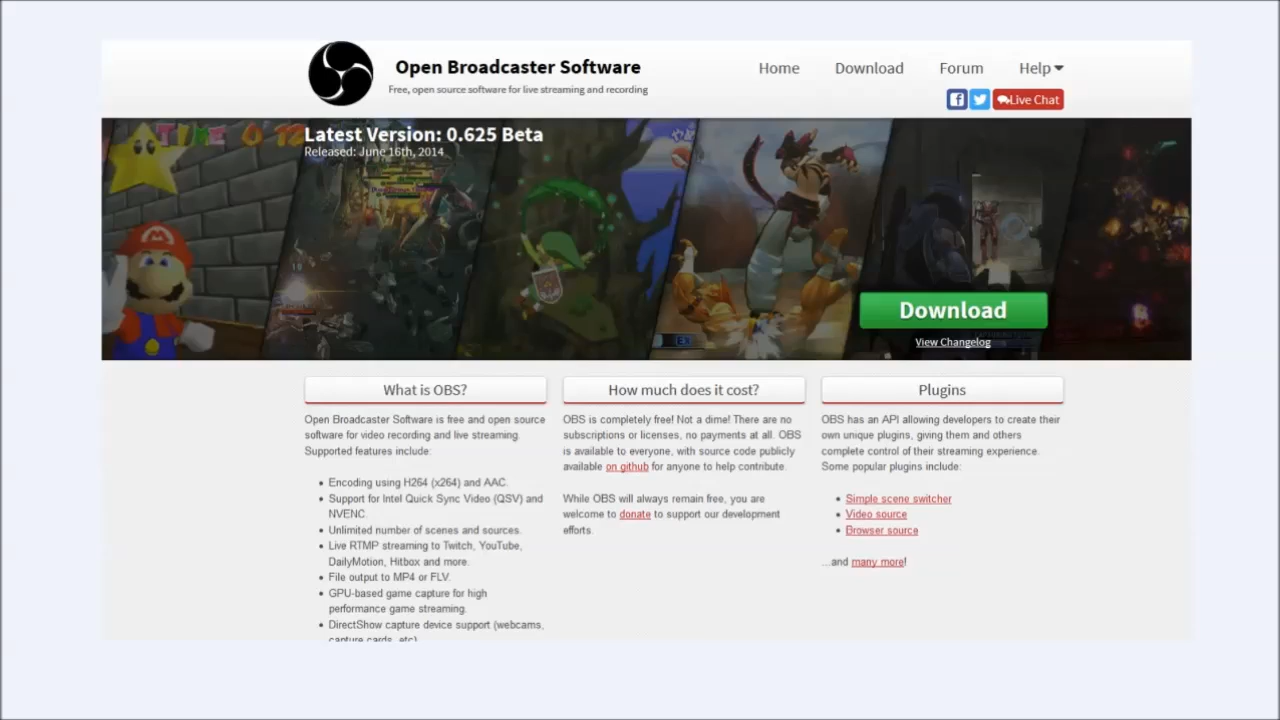 Open Broadcaster Software
Free, open source software for live streaming and recording
Home
Download
Forum
Help
Live Chat
TIME
Latest Version: 0.625 Beta
Released: June 16th, 2014
Download
View Changelog
What is OBS?
Open Broadcaster Software is free and open source
software for video recording and live streaming.
Supported features include:
Encoding using H264 (x264) and AAC.
Support for Intel Quick Sync Video (QSV) and
NVENC.
Unlimited number of scenes and sources.
Live RTMP streaming to Twitch, YouTube,
DailyMotion, Hitbox and more.
File output to MP4 or FLV.
GPU-based game capture for high
performance game streaming.
DirectShow capture device support (webcams,
capture cards, etc)
How much does it cost?
OBS is completely free! Not a dime! There are no
subscriptions or licenses, no payments at all. OBS
is available to everyone, with source code publicly
available on github for anyone to help contribute.
While OBS will always remain free, you are
welcome to donate to support our development
efforts.
Plugins
OBS has an API allowing developers to create their
own unique plugins, giving them and others
complete control of their streaming experience.
Some popular plugins include:
Simple scene switcher
Video source
Browser source
...and many more!